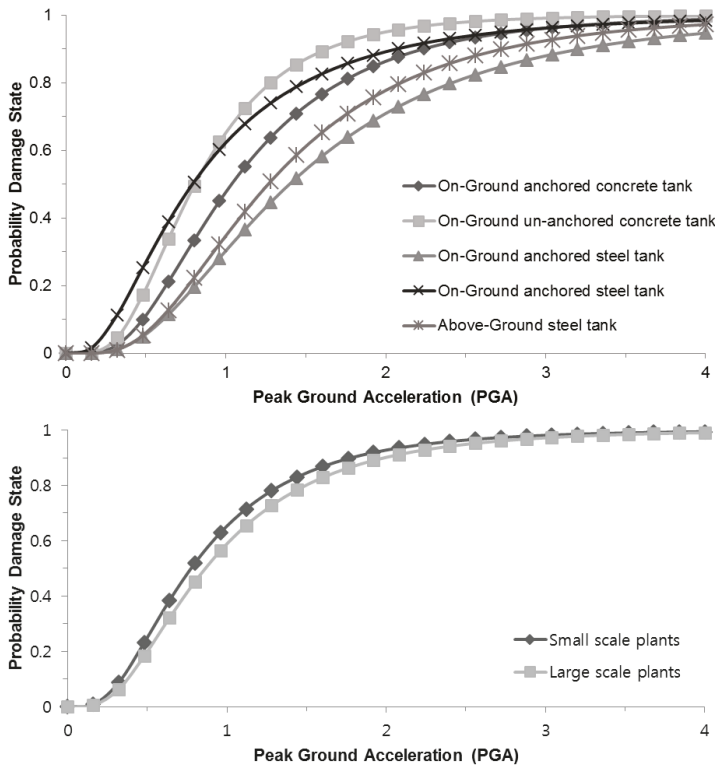 1
0.8
0.6
0.4
0.2
0
Probability Damage State
On-Ground anchored concrete tank
On-Ground un-anchored concrete tank
On-Ground anchored steel tank
On-Ground anchored steel tank
Above-Ground steel tank
0 1 2 3 4
Peak Ground Acceleration (PGA)
1
0.8
0.6
0.4
0.2
0
Probability Damage State
Small scale plants
Large scale plants
0 1 2 3 4
Peak Ground Acceleration (PGA)